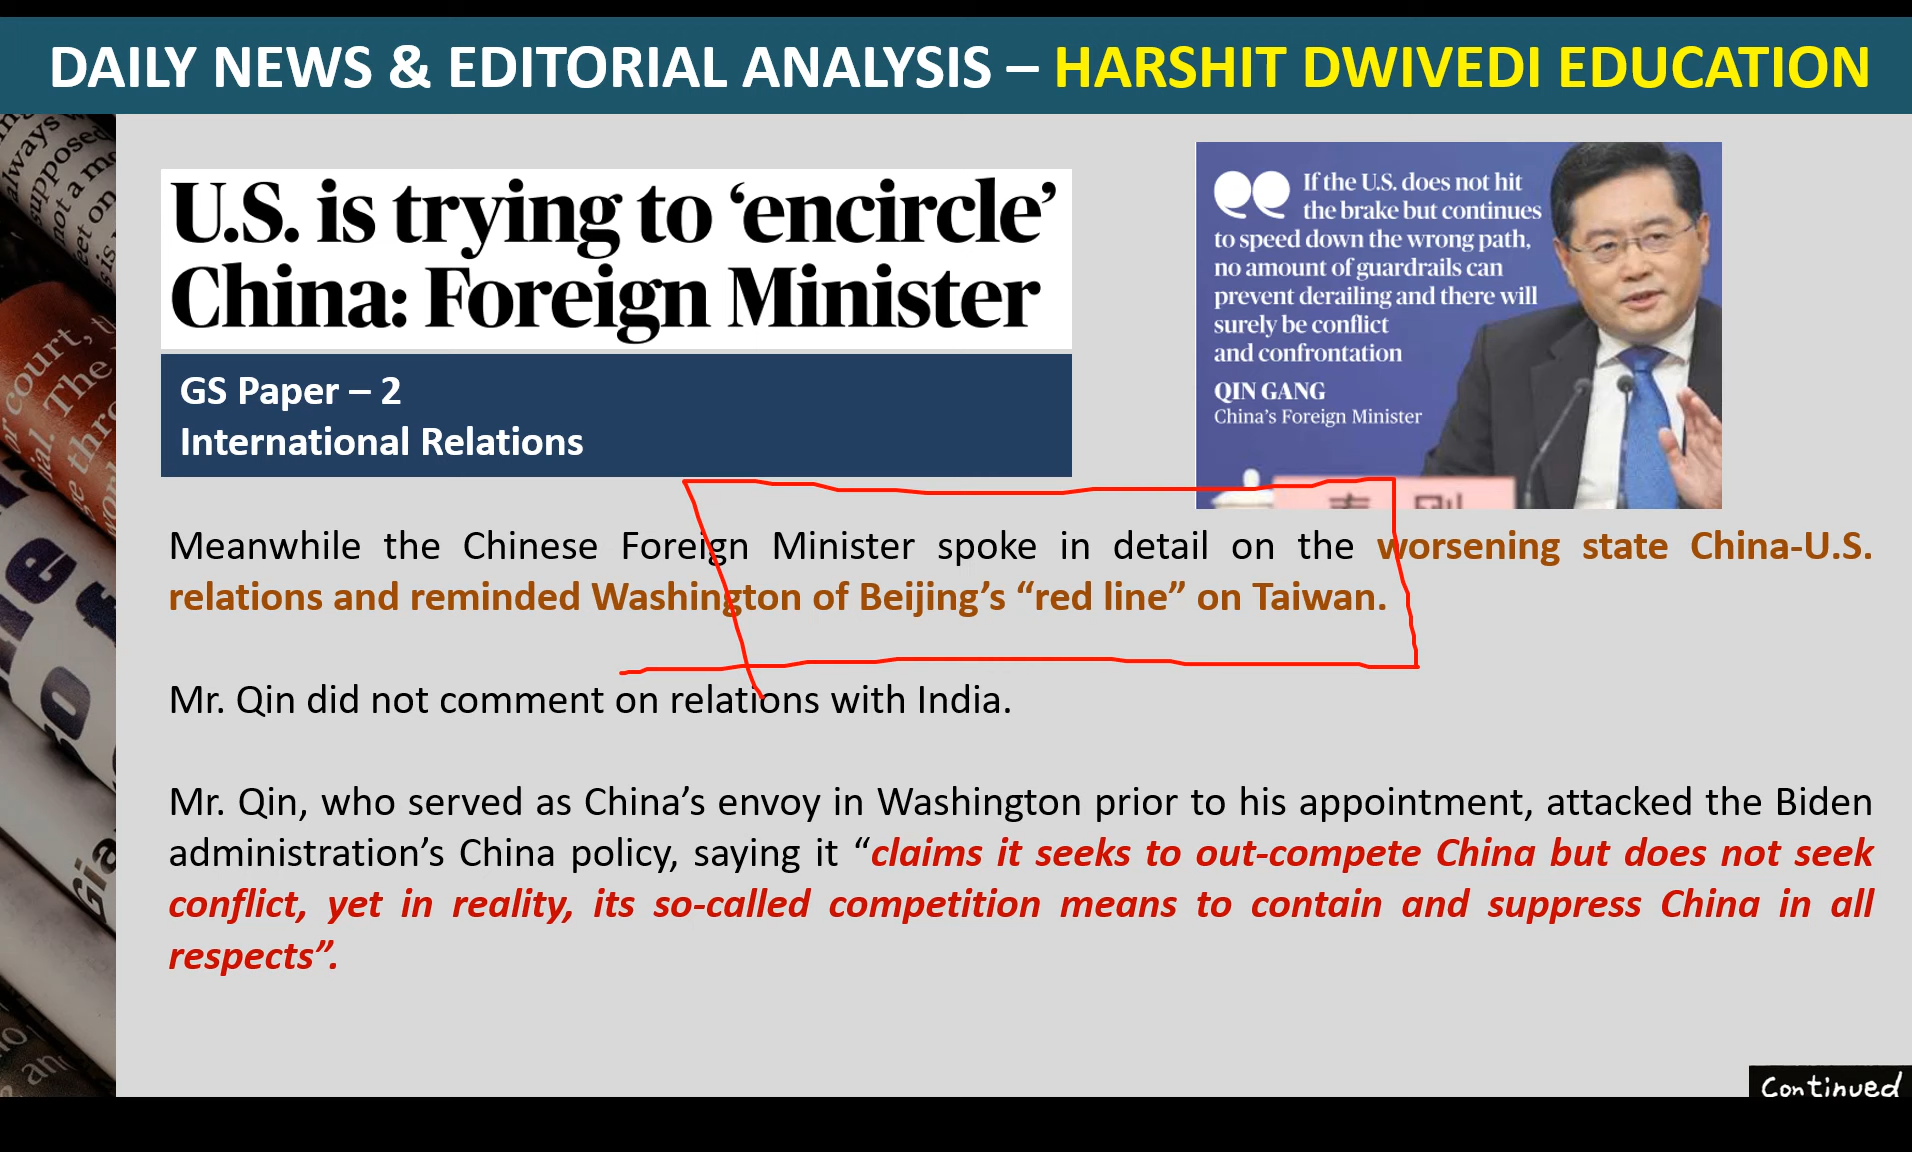 DAILY NEWS & EDITORIAL ANALYSIS – HARSHIT DWIVEDI EDUCATION
U.S. is trying to ‘encircle’
China: Foreign Minister
GS Paper – 2
International Relations
If the U.S. does not hit
the brake but continues
to speed down the wrong path,
no amount of guardrails can
prevent derailing and there will
surely be conflict
and confrontation
QIN GANG
China’s Foreign Minister
Meanwhile the Chinese Foreign Minister spoke in detail on the worsening state China-U.S.
relations and reminded Washington of Beijing’s “red line” on Taiwan.
Mr. Qin did not comment on relations with India.
Mr. Qin, who served as China’s envoy in Washington prior to his appointment, attacked the Biden
administration’s China policy, saying it “claims it seeks to out-compete China but does not seek
conflict, yet in reality, its so-called competition means to contain and suppress China in all
respects”.
Continued